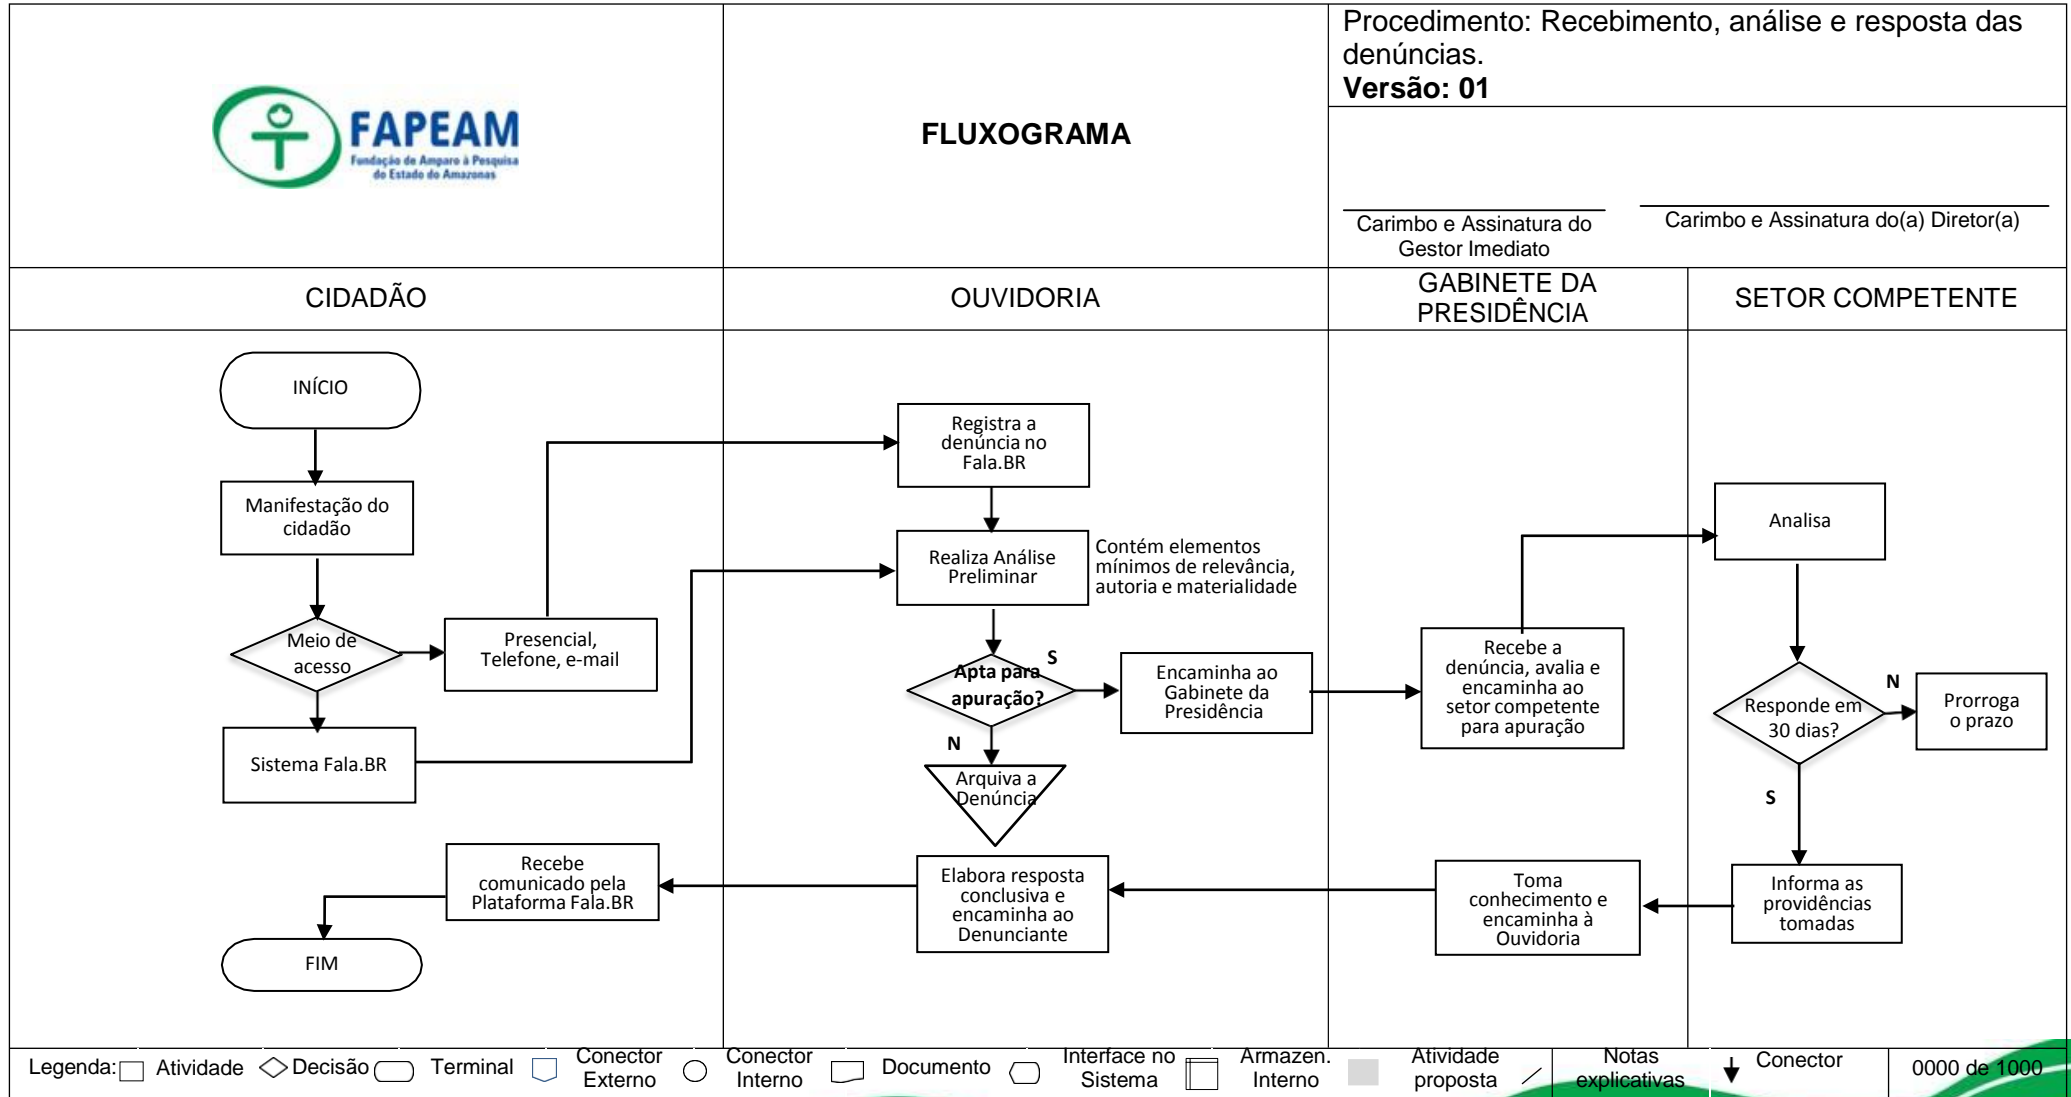 Procedimento: Recebimento, análise e resposta das
denúncias.
Versão: 01
FAPEAM
Fundação de Amparo à Pesquisa
do Estado do Amazonas
FLUXOGRAMA
Carimbo e Assinatura do
Gestor Imediato
Carimbo e Assinatura do(a) Diretor(a)
CIDADÃO
OUVIDORIA
GABINETE DA
PRESIDÊNCIA
SETOR COMPETENTE
INÍCIO
Manifestação do
cidadão
Meio de
acesso
Presencial,
Telefone, e-mail
Sistema Fala.BR
Registra a
denúncia no
Fala.BR
Realiza Análise
Preliminar
Contém elementos
mínimos de relevância,
autoria e materialidade
Apta para
apuração?
S
N
Encaminha ao
Gabinete da
Presidência
Arquiva a
Denúncia
Recebe a
denúncia, avalia e
encaminha ao
setor competente
para apuração
Analisa
Responde em
30 dias?
N
Prorroga
o prazo
S
Informa as
providências
tomadas
Toma
conhecimento e
encaminha à
Ouvidoria
Elabora resposta
conclusiva e
encaminha ao
Denunciante
Recebe
comunicado pela
Plataforma Fala.BR
FIM
Legenda:
Atividade
Decisão
Terminal
Conector
Externo
Conector
Interno
Documento
Interface no
Sistema
Armazen.
Interno
Atividade
proposta
Notas
explicativas
Conector
0000 de 1000